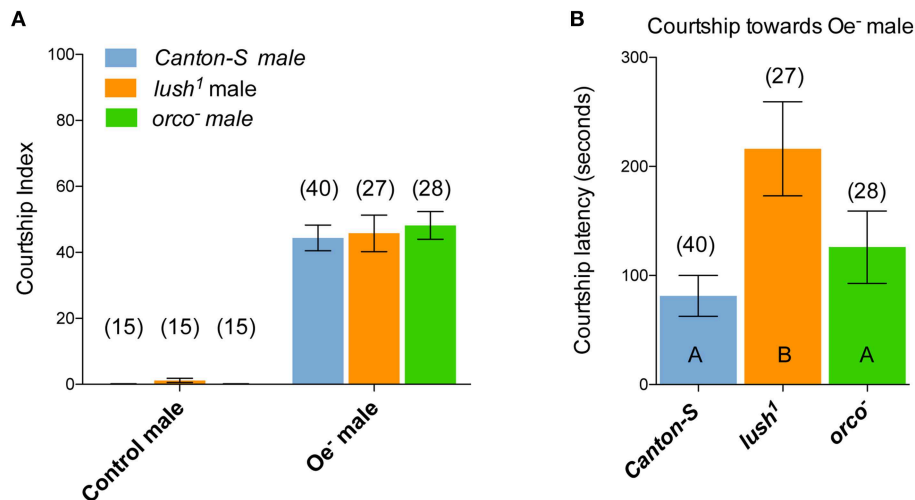 A
Courtship Index
100
80
60
40
20
0
Canton-S male
lush¹ male
orco⁻ male
(15) (15) (15)
(40) (27) (28)
Control male
Oe⁻ male
B
Courtship towards Oe⁻ male
Courtship latency (seconds)
300
200
100
0
(40)
(27)
(28)
A B A
Canton-S
lush¹
orco⁻